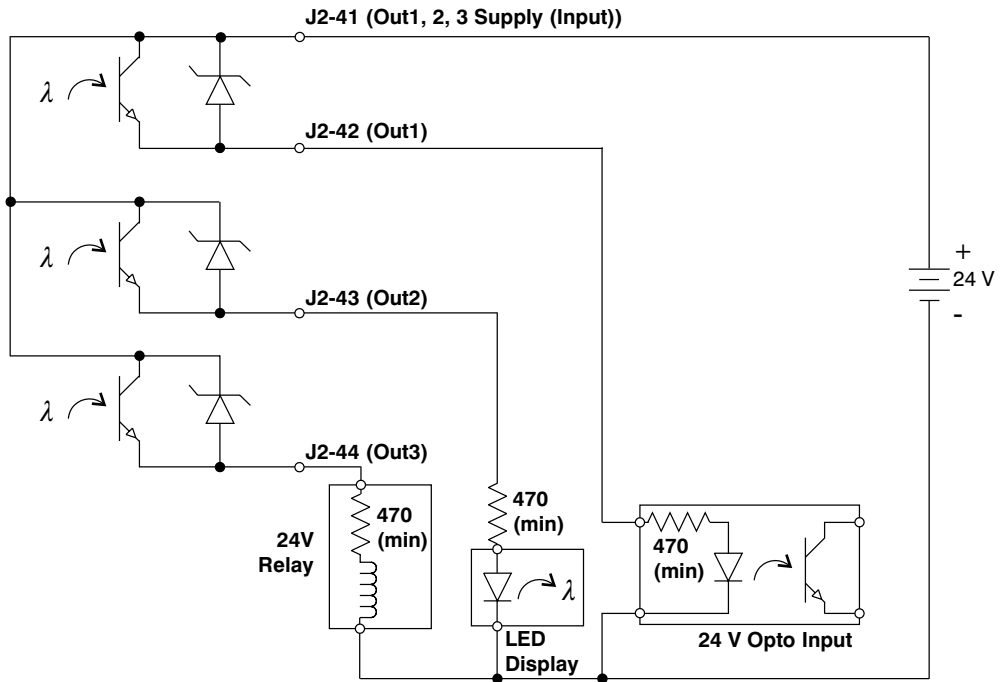 J2-41 (Out1, 2, 3 Supply (Input))
λ
J2-42 (Out1)
λ
+
24 V
-
J2-43 (Out2)
λ
J2-44 (Out3)
470
(min)
24V
Relay
470
(min)
λ
LED
Display
470
(min)
24 V Opto Input